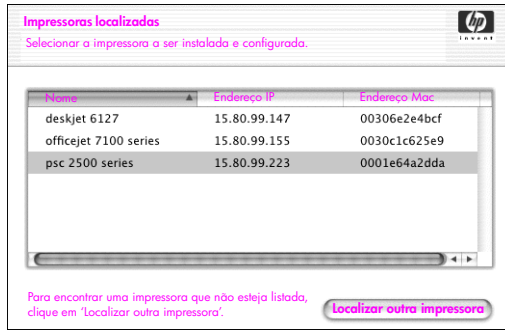 Impressoras localizadas
Selecionar a impressora a ser instalada e configurada.
hp
invent
Nome Endereço IP Endereço Mac
deskjet 6127 15.80.99.147 00306e2e4bcf
officejet 7100 series 15.80.99.155 0030c1c625e9
psc 2500 series 15.80.99.223 0001e64a2dda
Para encontrar uma impressora que não esteja listada,
clique em ‘Localizar outra impressora’.
Localizar outra impressora